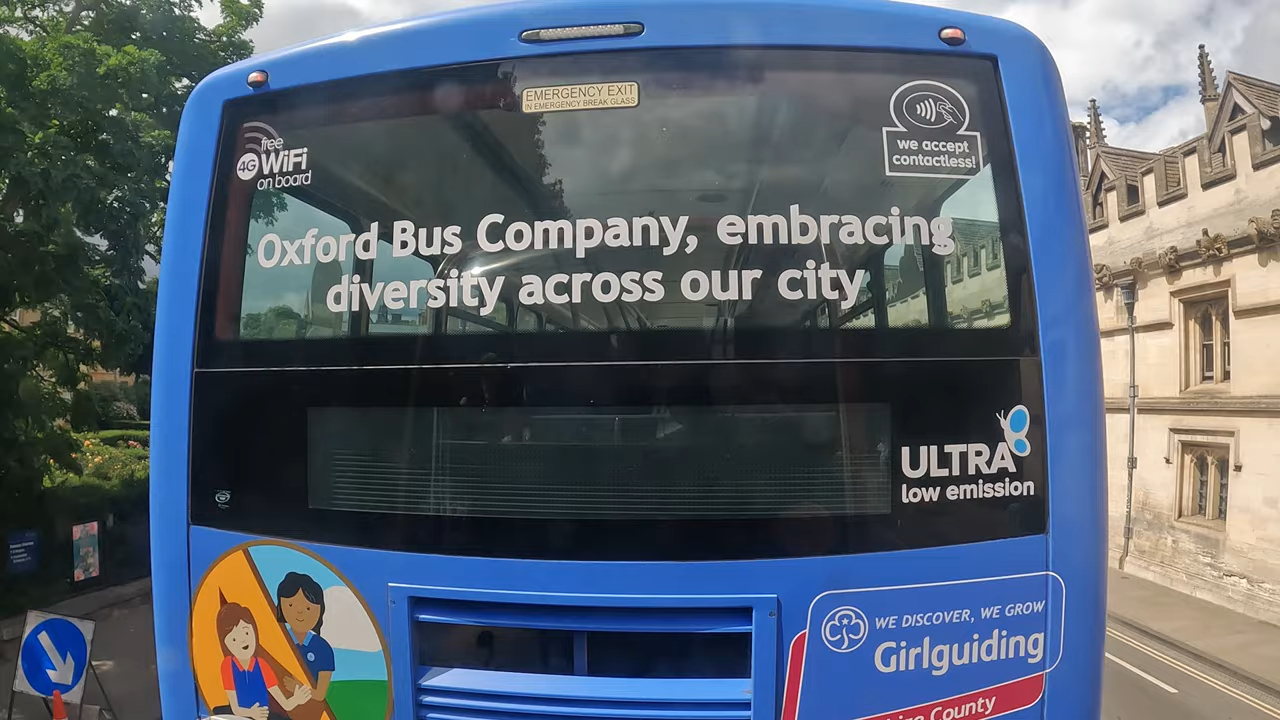 EMERGENCY EXIT
IN EMERGENCY BREAK GLASS
free
4G WiFi
on board
we accept
contactless!
Oxford Bus Company, embracing
diversity across our city
ULTRA
low emission
WE DISCOVER, WE GROW
Girlguiding
County